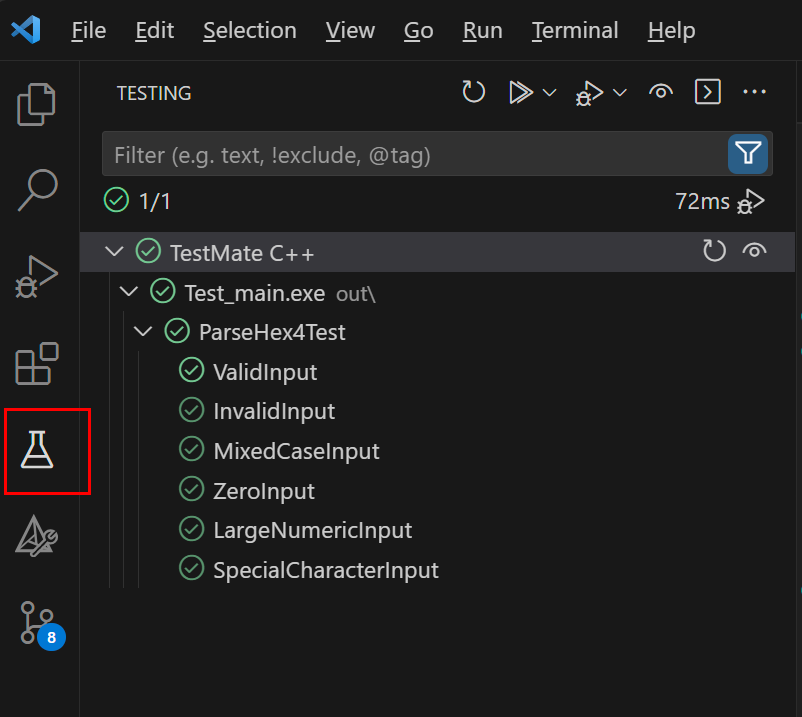 File Edit Selection View Go Run Terminal Help
TESTING
Filter (e.g. text, !exclude, @tag)
1/1 72ms
TestMate C++
Test_main.exe out\
ParseHex4Test
ValidInput
InvalidInput
MixedCaseInput
ZeroInput
LargeNumericInput
SpecialCharacterInput
8